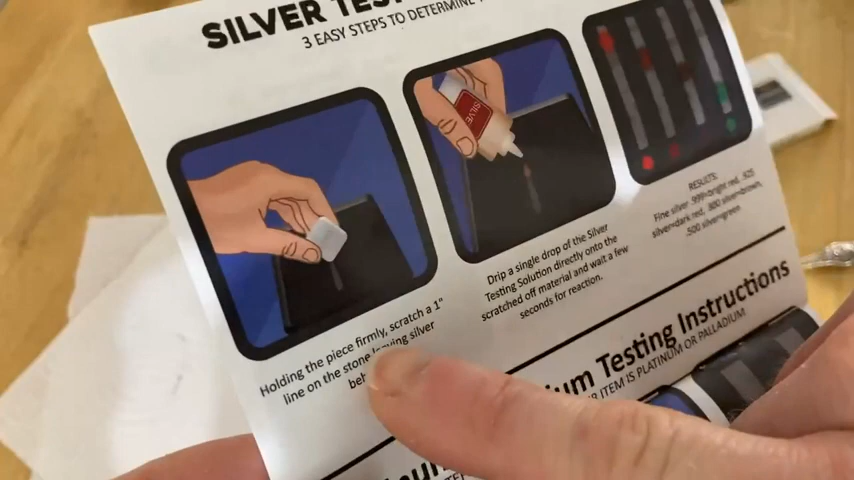 SILVER TES
3 EASY STEPS TO DETERMINE
SILVE
Holding the piece firmly, scratch a 1"
line on the stone leaving silver
Drip a single drop of the Silver
Testing Solution directly onto the
scratched off material and wait a few
seconds for reaction.
RESULTS:
Fine silver .999=bright red, .925
silver=dark red, .800 silver=brown,
.500 silver=green
ium Testing Instructions
R ITEM IS PLATINUM OR PALLADIUM